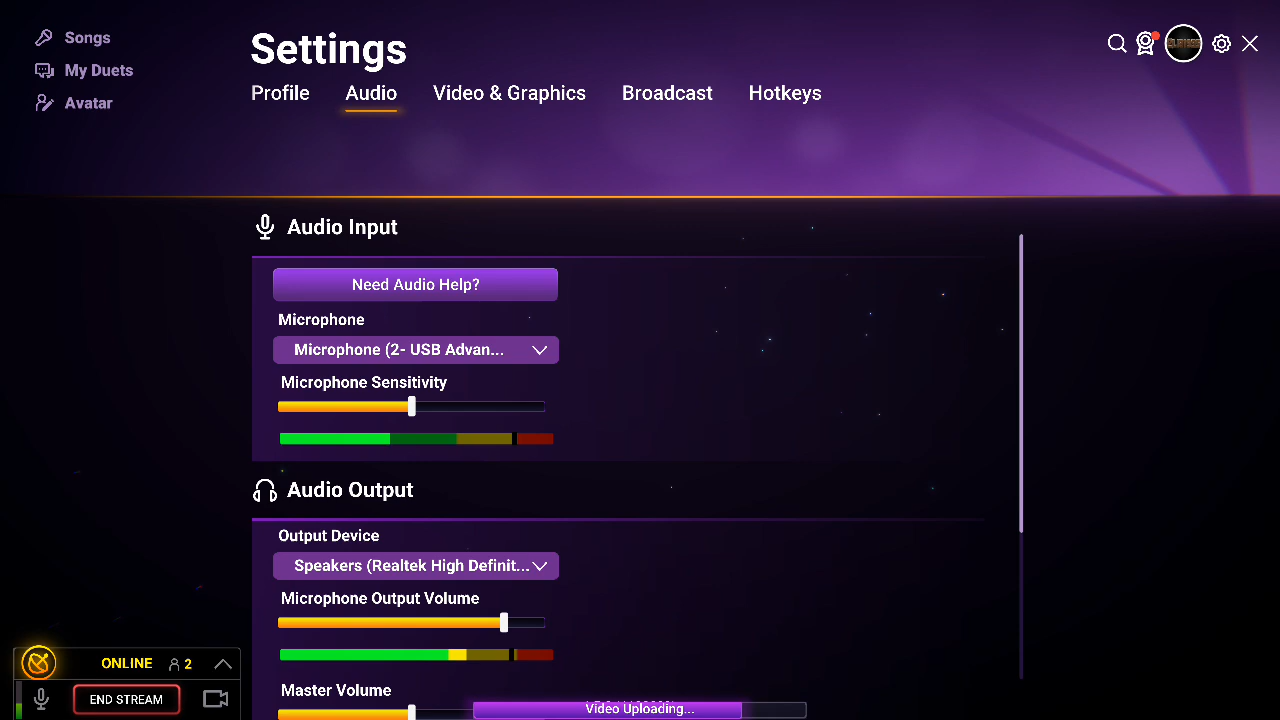 Songs
My Duets
Avatar
Settings
Profile Audio Video & Graphics Broadcast Hotkeys
Audio Input
Need Audio Help?
Microphone
Microphone (2- USB Advan...
Microphone Sensitivity
Audio Output
Output Device
Speakers (Realtek High Definit...
Microphone Output Volume
Master Volume
ONLINE 2
END STREAM
Video Uploading...